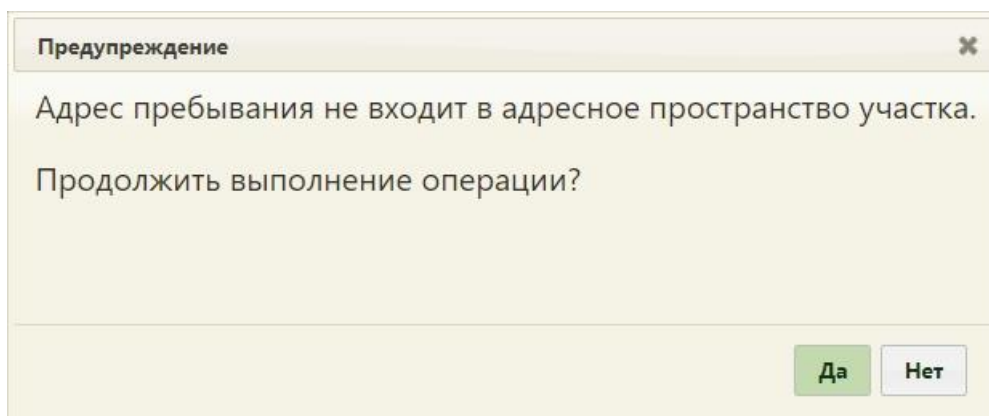 Предупреждение
Адрес пребывания не входит в адресное пространство участка.
Продолжить выполнение операции?
Да Нет